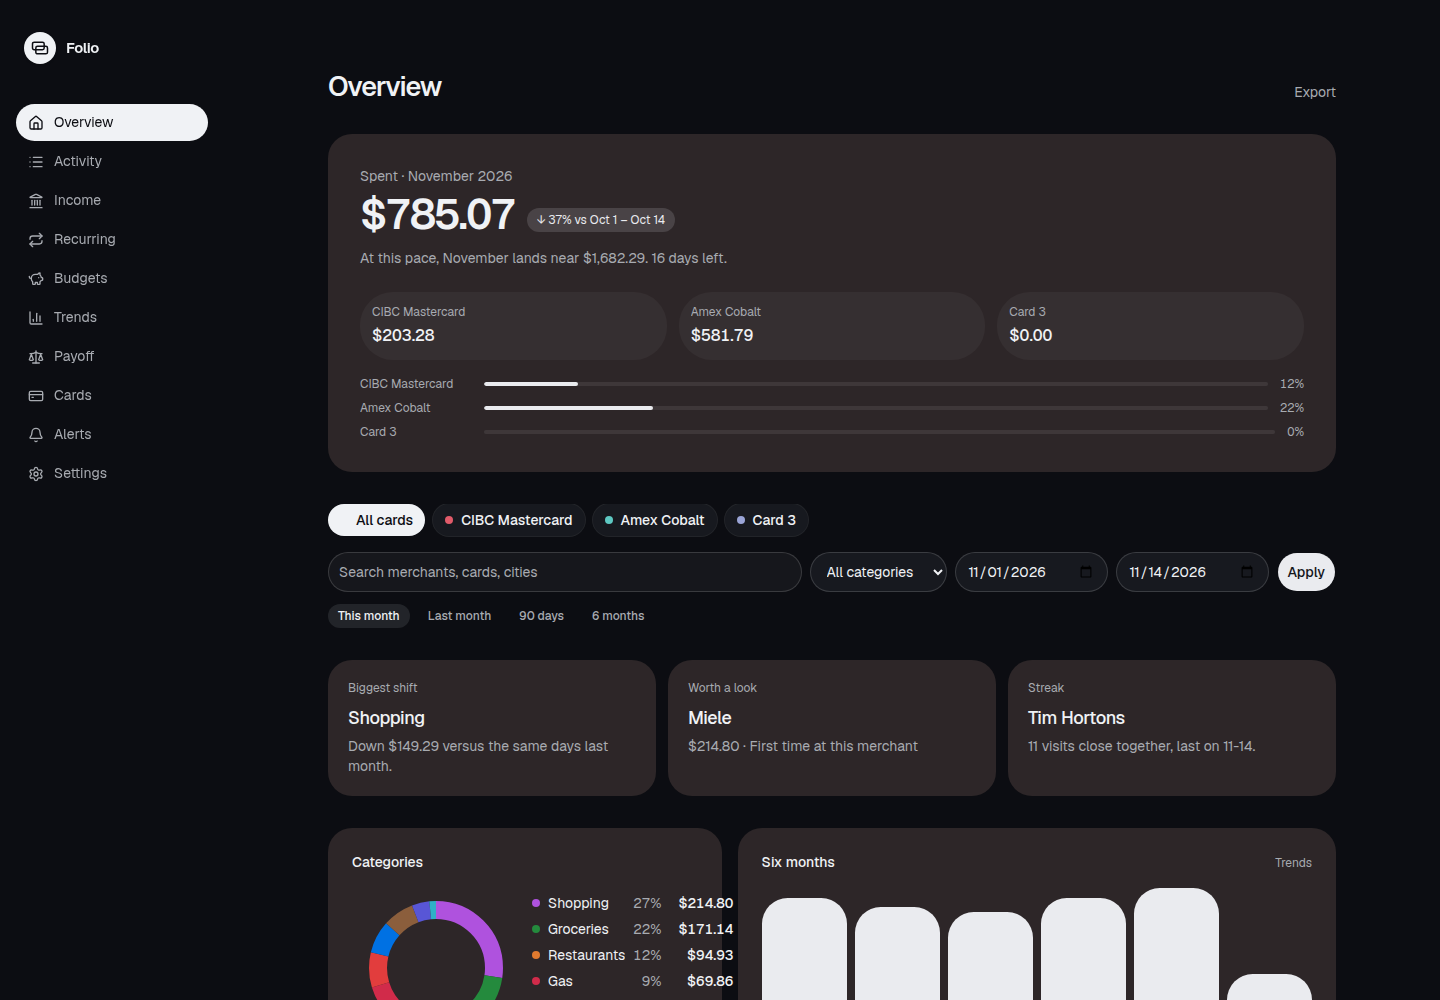 Folio
Overview
Activity
Income
Recurring
Budgets
Trends
Payoff
Cards
Alerts
Settings
Overview
Export
Spent · November 2026
$785.07
↓ 37% vs Oct 1 – Oct 14
At this pace, November lands near $1,682.29. 16 days left.
CIBC Mastercard
$203.28
Amex Cobalt
$581.79
Card 3
$0.00
CIBC Mastercard 12%
Amex Cobalt 22%
Card 3 0%
All cards CIBC Mastercard Amex Cobalt Card 3
Search merchants, cards, cities All categories 11/01/2026 11/14/2026 Apply
This month Last month 90 days 6 months
Biggest shift
Shopping
Down $149.29 versus the same days last
month.
Worth a look
Miele
$214.80 · First time at this merchant
Streak
Tim Hortons
11 visits close together, last on 11-14.
Categories
Shopping 27% $214.80
Groceries 22% $171.14
Restaurants 12% $94.93
Gas 9% $69.86
Six months
Trends